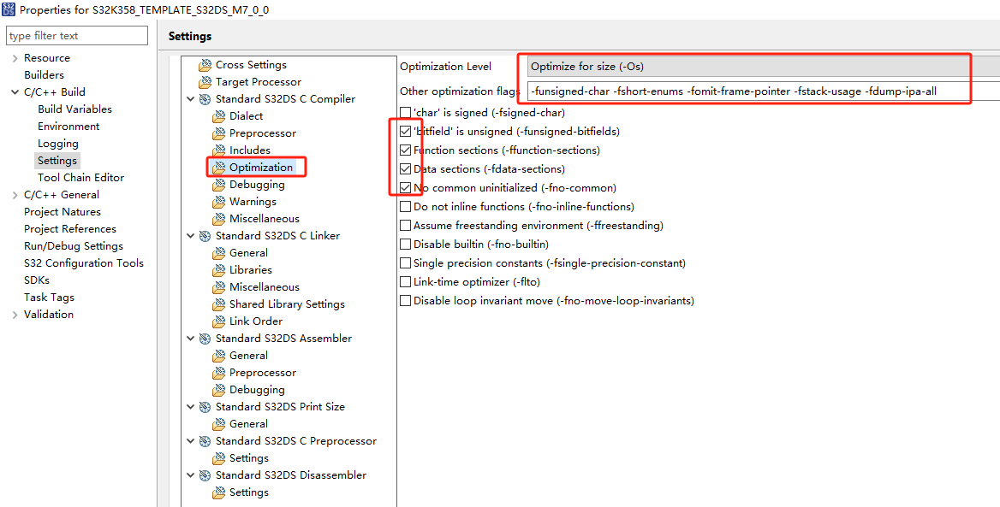 S32
DS
Properties for S32K358_TEMPLATE_S32DS_M7_0_0
type filter text
Resource
Builders
C/C++ Build
Build Variables
Environment
Logging
Settings
Tool Chain Editor
C/C++ General
Project Natures
Project References
Run/Debug Settings
S32 Configuration Tools
SDKs
Task Tags
Validation
Settings
Cross Settings
Target Processor
Standard S32DS C Compiler
Dialect
Preprocessor
Includes
Optimization
Debugging
Warnings
Miscellaneous
Standard S32DS C Linker
General
Libraries
Miscellaneous
Shared Library Settings
Link Order
Standard S32DS Assembler
General
Preprocessor
Debugging
Standard S32DS Print Size
General
Standard S32DS C Preprocessor
Settings
Standard S32DS Disassembler
Settings
Optimization Level
Optimize for size (-Os)
Other optimization flags
-funsigned-char -fshort-enums -fomit-frame-pointer -fstack-usage -fdump-ipa-all
'char' is signed (-fsigned-char)
'bitfield' is unsigned (-funsigned-bitfields)
Function sections (-ffunction-sections)
Data sections (-fdata-sections)
No common uninitialized (-fno-common)
Do not inline functions (-fno-inline-functions)
Assume freestanding environment (-ffreestanding)
Disable builtin (-fno-builtin)
Single precision constants (-fsingle-precision-constant)
Link-time optimizer (-flto)
Disable loop invariant move (-fno-move-loop-invariants)